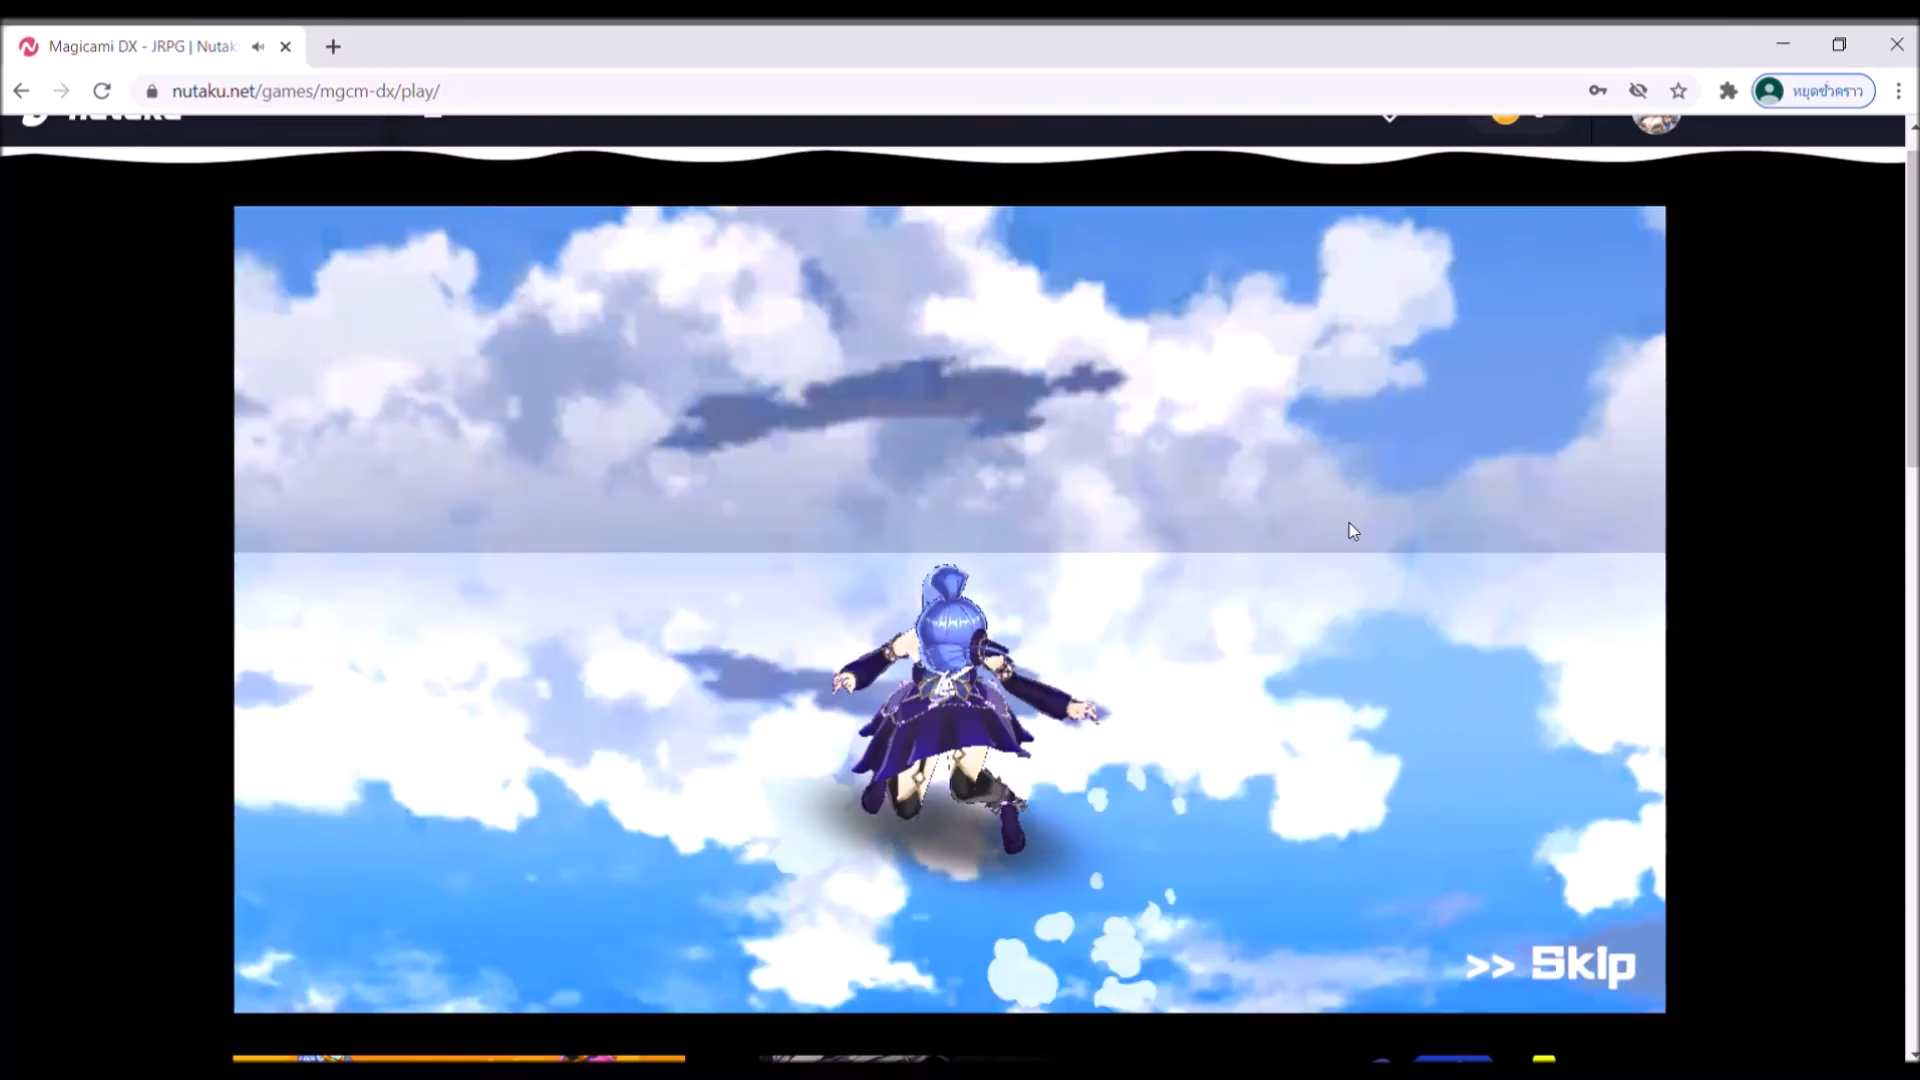 Magicami DX - JRPG | Nutak
nutaku.net/games/mgcm-dx/play/
หยุดชั่วคราว
>> Skip